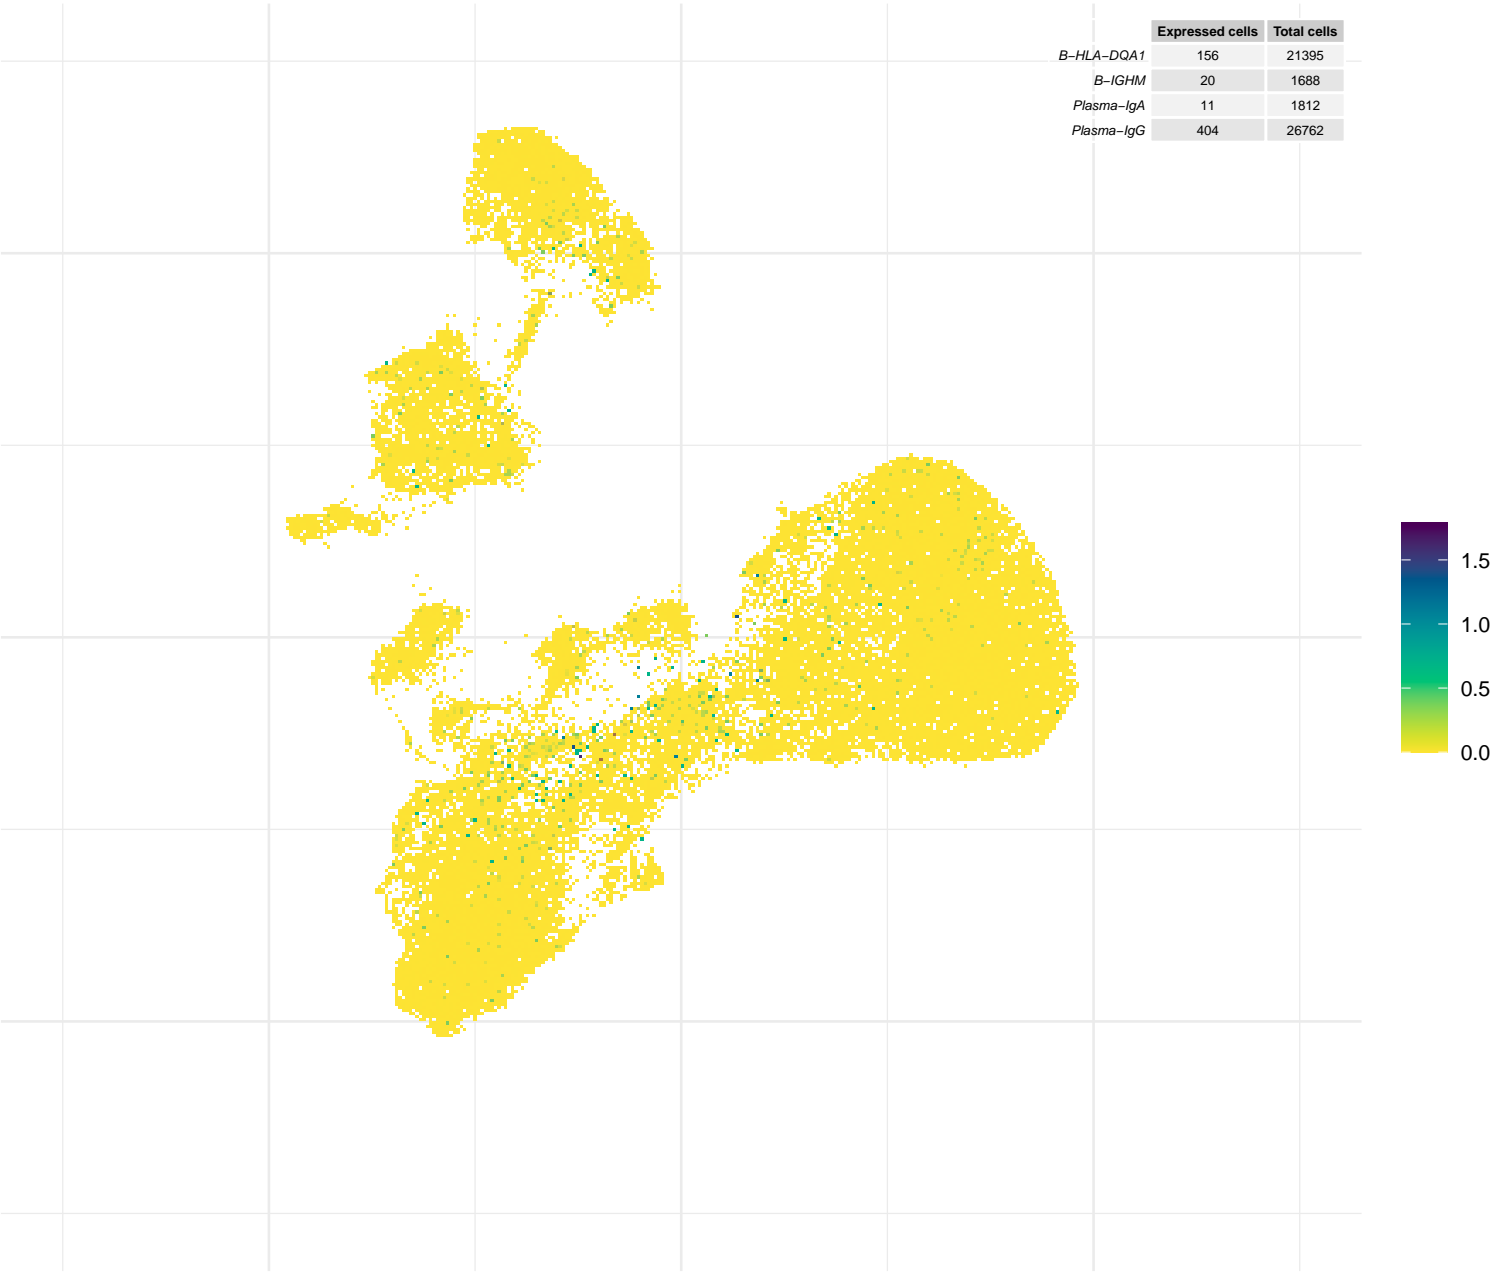 Expressed cells Total cells
B−HLA−DQA1 156 21395
B−IGHM 20 1688
Plasma−IgA 11 1812
Plasma−IgG 404 26762
1.5
1.0
0.5
0.0